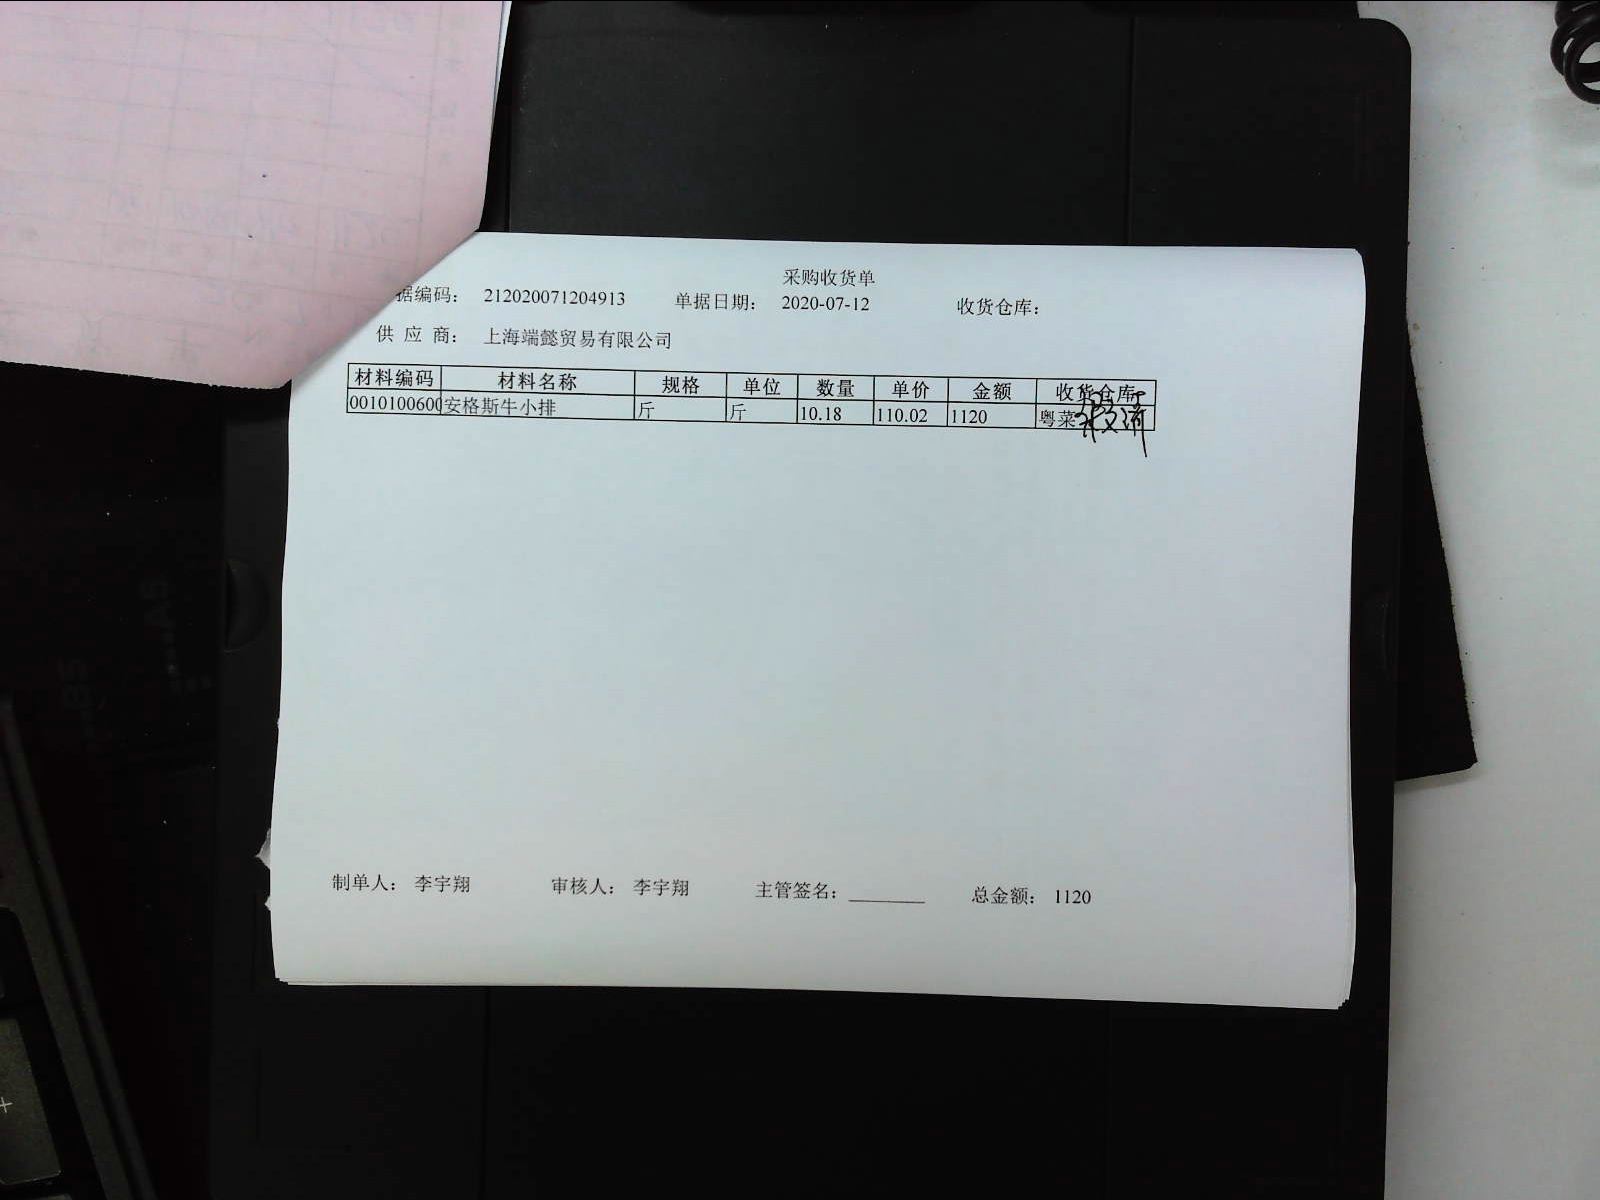 采购收货单
据编码： 212020071204913 单据日期： 2020-07-12 收货仓库：
供 应 商： 上海端懿贸易有限公司
材料编码 材料名称 规格 单位 数量 单价 金额 收货仓库
0010100600 安格斯牛小排 斤 斤 10.18 110.02 1120 粤菜
制单人： 李宇翔 审核人： 李宇翔 主管签名：________ 总金额： 1120